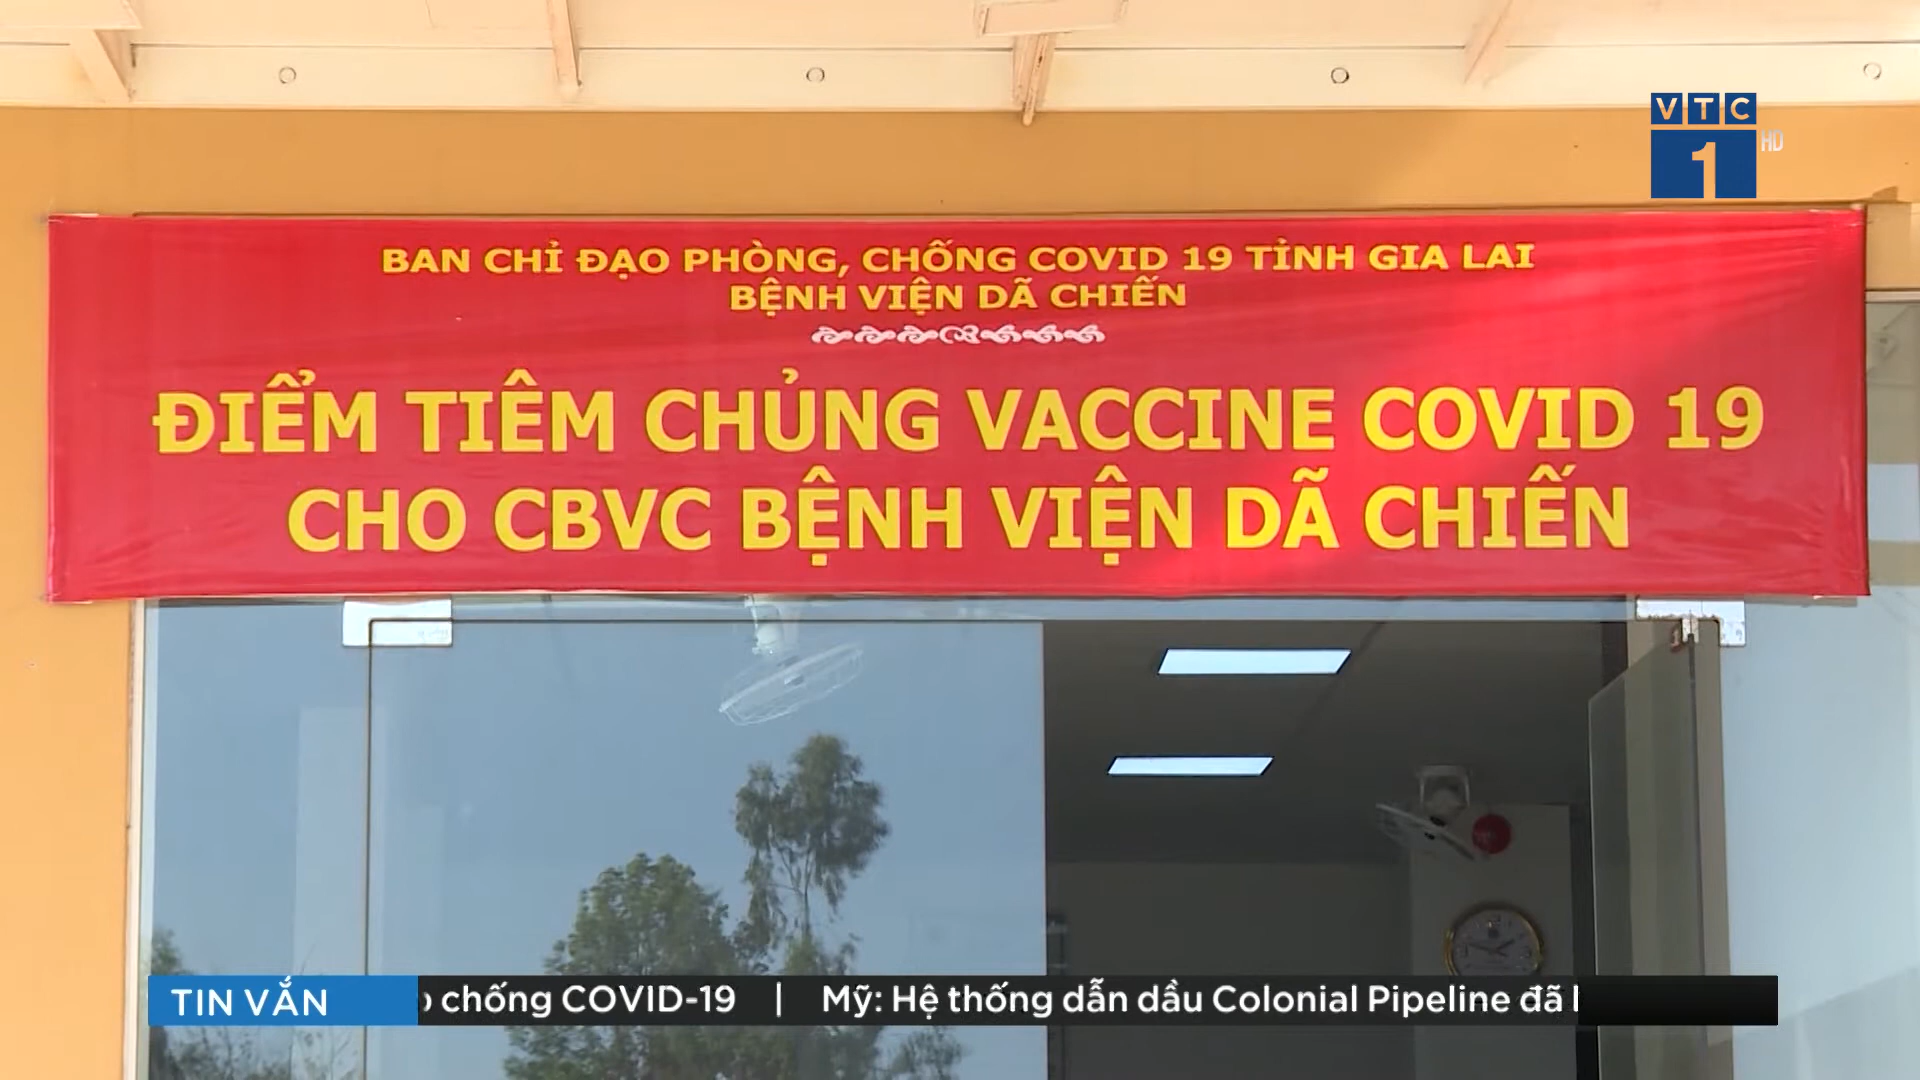 VTC
1 HD
BAN CHỈ ĐẠO PHÒNG, CHỐNG COVID 19 TỈNH GIA LAI
BỆNH VIỆN DÃ CHIẾN
ĐIỂM TIÊM CHỦNG VACCINE COVID 19
CHO CBVC BỆNH VIỆN DÃ CHIẾN
TIN VẮN chống COVID-19 | Mỹ: Hệ thống dẫn dầu Colonial Pipeline đã